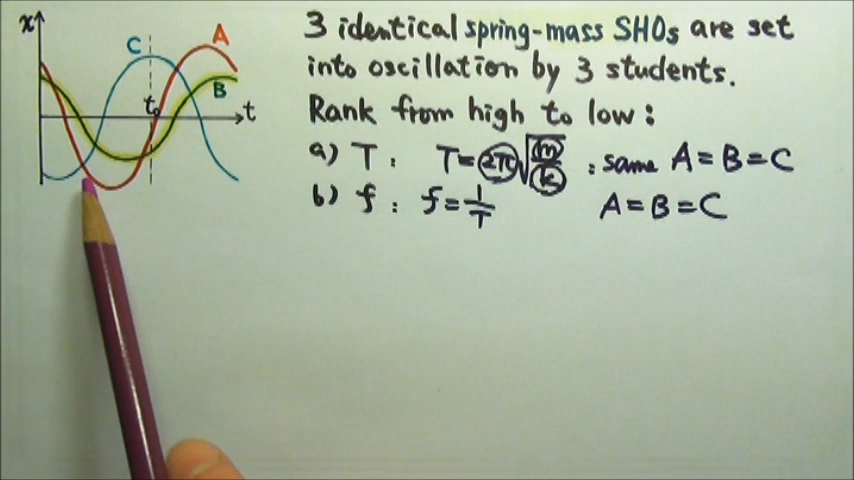 x
C
A
B
t₀
t
3 identical spring-mass SHOs are set
into oscillation by 3 students.
Rank from high to low:
a) T: T=2π√(m/k) : same A=B=C
b) f: f=1/T A=B=C